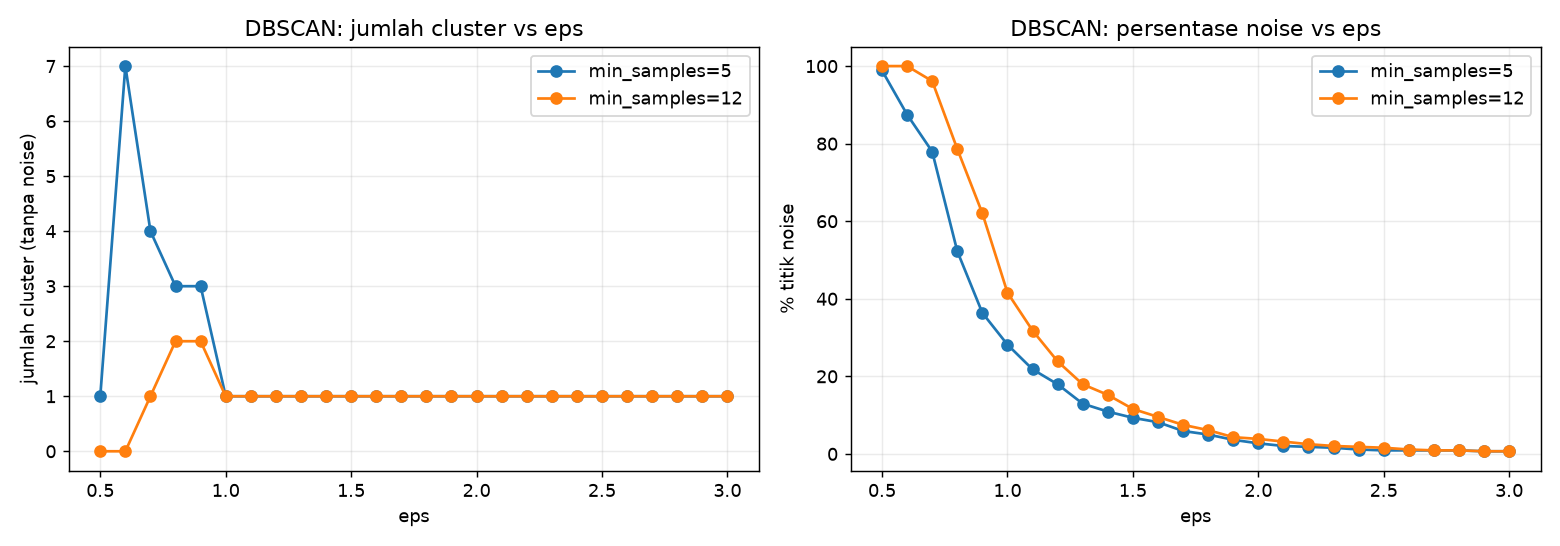 DBSCAN: jumlah cluster vs eps
jumlah cluster (tanpa noise)
7
6
5
4
3
2
1
0
min_samples=5
min_samples=12
0.5 1.0 1.5 2.0 2.5 3.0
eps
DBSCAN: persentase noise vs eps
% titik noise
100
80
60
40
20
0
min_samples=5
min_samples=12
0.5 1.0 1.5 2.0 2.5 3.0
eps